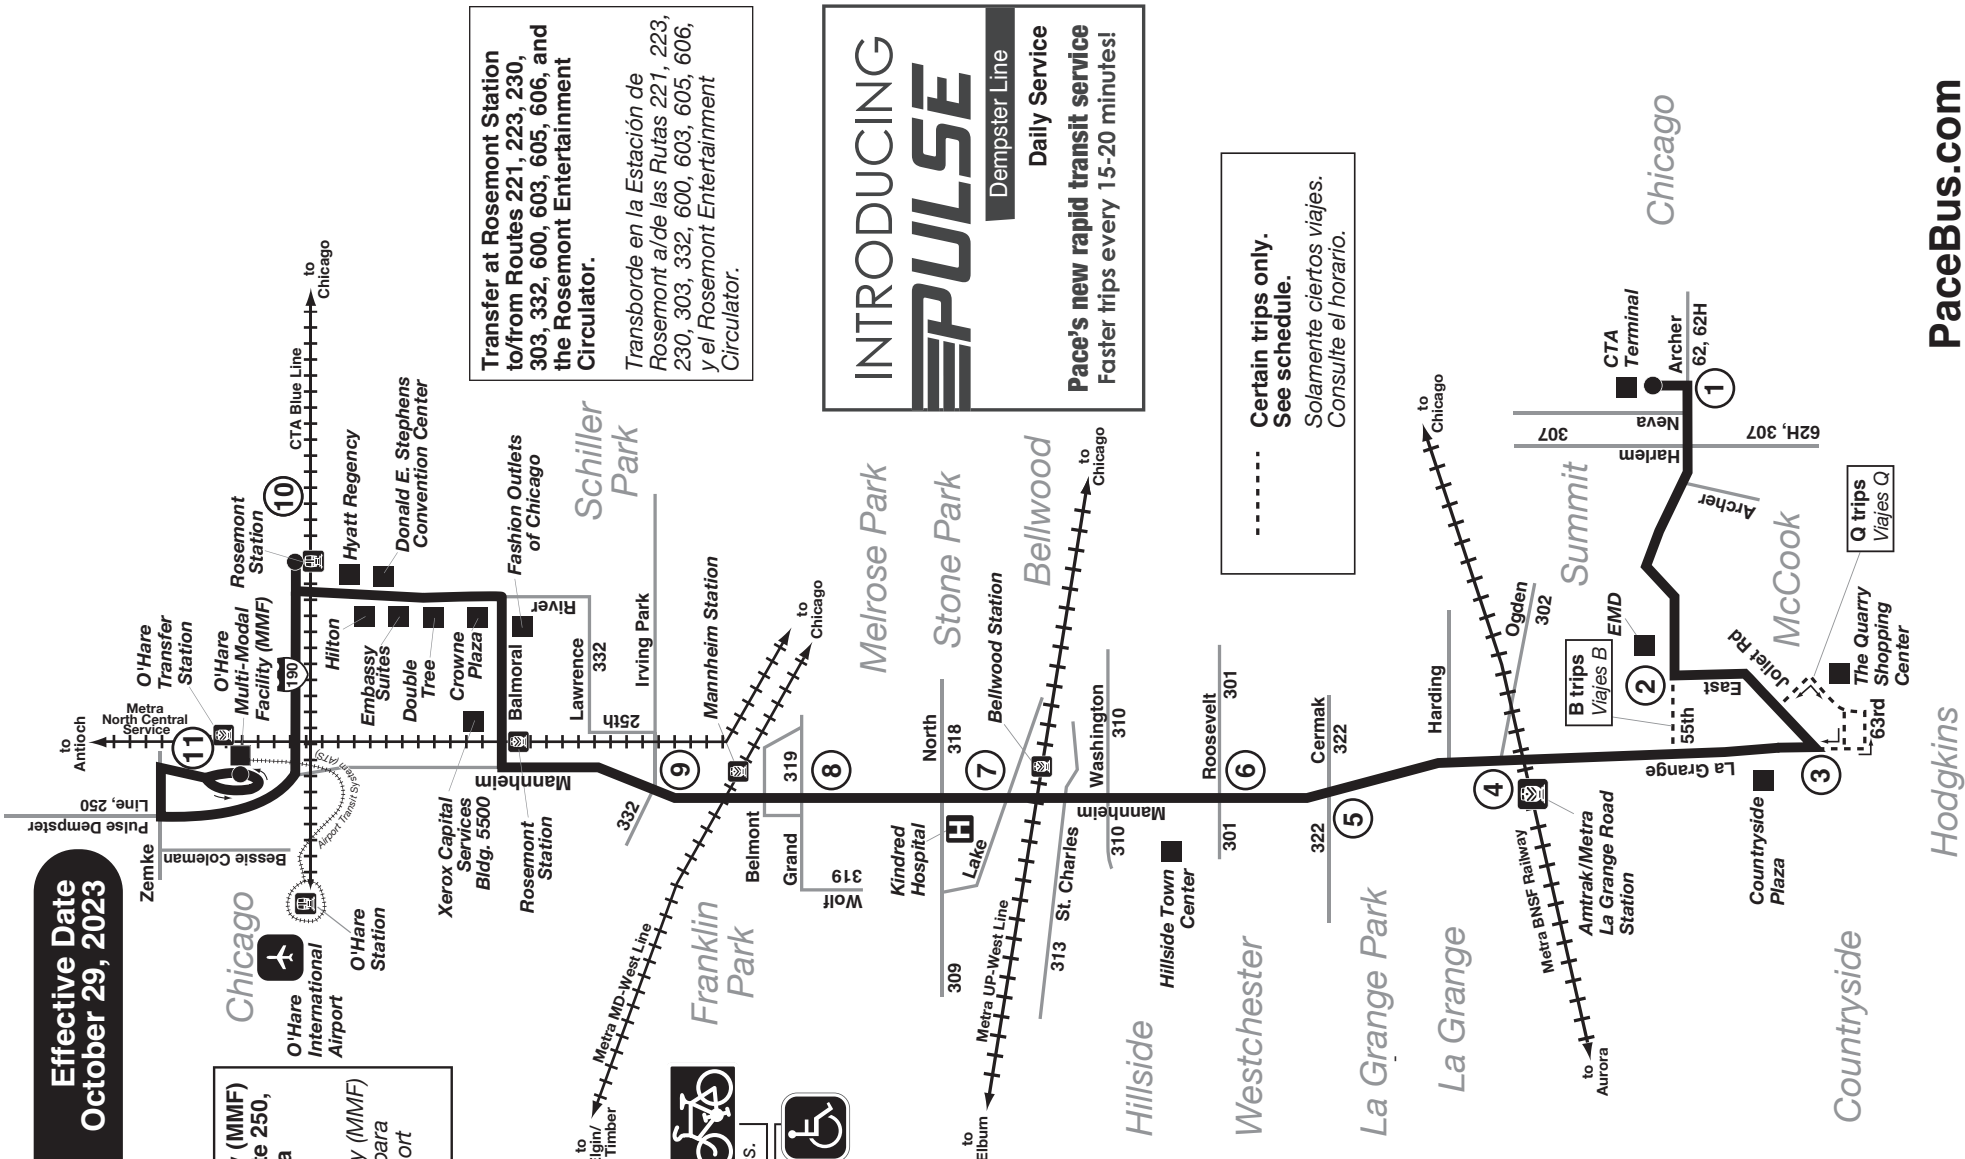 Effective Date
October 29, 2023
y (MMF)
te 250,
a
y (MMF)
para
port
s.
Transfer at Rosemont Station
to/from Routes 221, 223, 230,
303, 332, 600, 603, 605, 606, and
the Rosemont Entertainment
Circulator.
Transborde en la Estación de
Rosemont a/de las Rutas 221, 223,
230, 303, 332, 600, 603, 605, 606,
y el Rosemont Entertainment
Circulator.
INTRODUCING
PULSE
Dempster Line
Daily Service
Pace's new rapid transit service
Faster trips every 15-20 minutes!
Certain trips only.
See schedule.
Solamente ciertos viajes.
Consulte el horario.
Pulse Dempster
Line, 250
Zemke
Bessie Coleman
to
Antioch
Metra
North Central
Service
11
O'Hare
Transfer
Station
O'Hare
Multi-Modal
Facility (MMF)
190
Rosemont
Station
10
CTA Blue Line
to
Chicago
Airport Transit System (ATS)
Chicago
O'Hare
International
Airport
O'Hare
Station
Hyatt Regency
Donald E. Stephens
Convention Center
Hilton
Embassy
Suites
Double
Tree
Crowne
Plaza
Fashion Outlets
of Chicago
Xerox Capital
Services
Bldg. 5500
Rosemont
Station
Balmoral
River
Mannheim
Lawrence
332
25th
Irving Park
332
Schiller
Park
9
Mannheim Station
to
Chicago
Metra MD-West Line
to
Elgin/
Timber
Franklin
Park
Belmont
Grand
319
319
Wolf
8
Melrose Park
North
318
309
Kindred
Hospital
H
Lake
7
Stone Park
Bellwood Station
Bellwood
to
Chicago
Metra UP-West Line
to
Elburn
St. Charles
313
Washington
310
310
Mannheim
Hillside Town
Center
Hillside
Roosevelt
301
301
6
Westchester
Cermak
322
322
5
La Grange Park
Harding
La Grange
4
Ogden
302
to
Chicago
Metra BNSF Railway
to
Aurora
Amtrak/Metra
La Grange Road
Station
Summit
B trips
Viajes B
EMD
2
55th
East
Joliet Rd
La Grange
Countryside
Plaza
3
63rd
The Quarry
Shopping
Center
Q trips
Viajes Q
McCook
Archer
Harlem
307
62H, 307
Neva
CTA
Terminal
Archer
62, 62H
1
Chicago
Countryside
Hodgkins
PaceBus.com